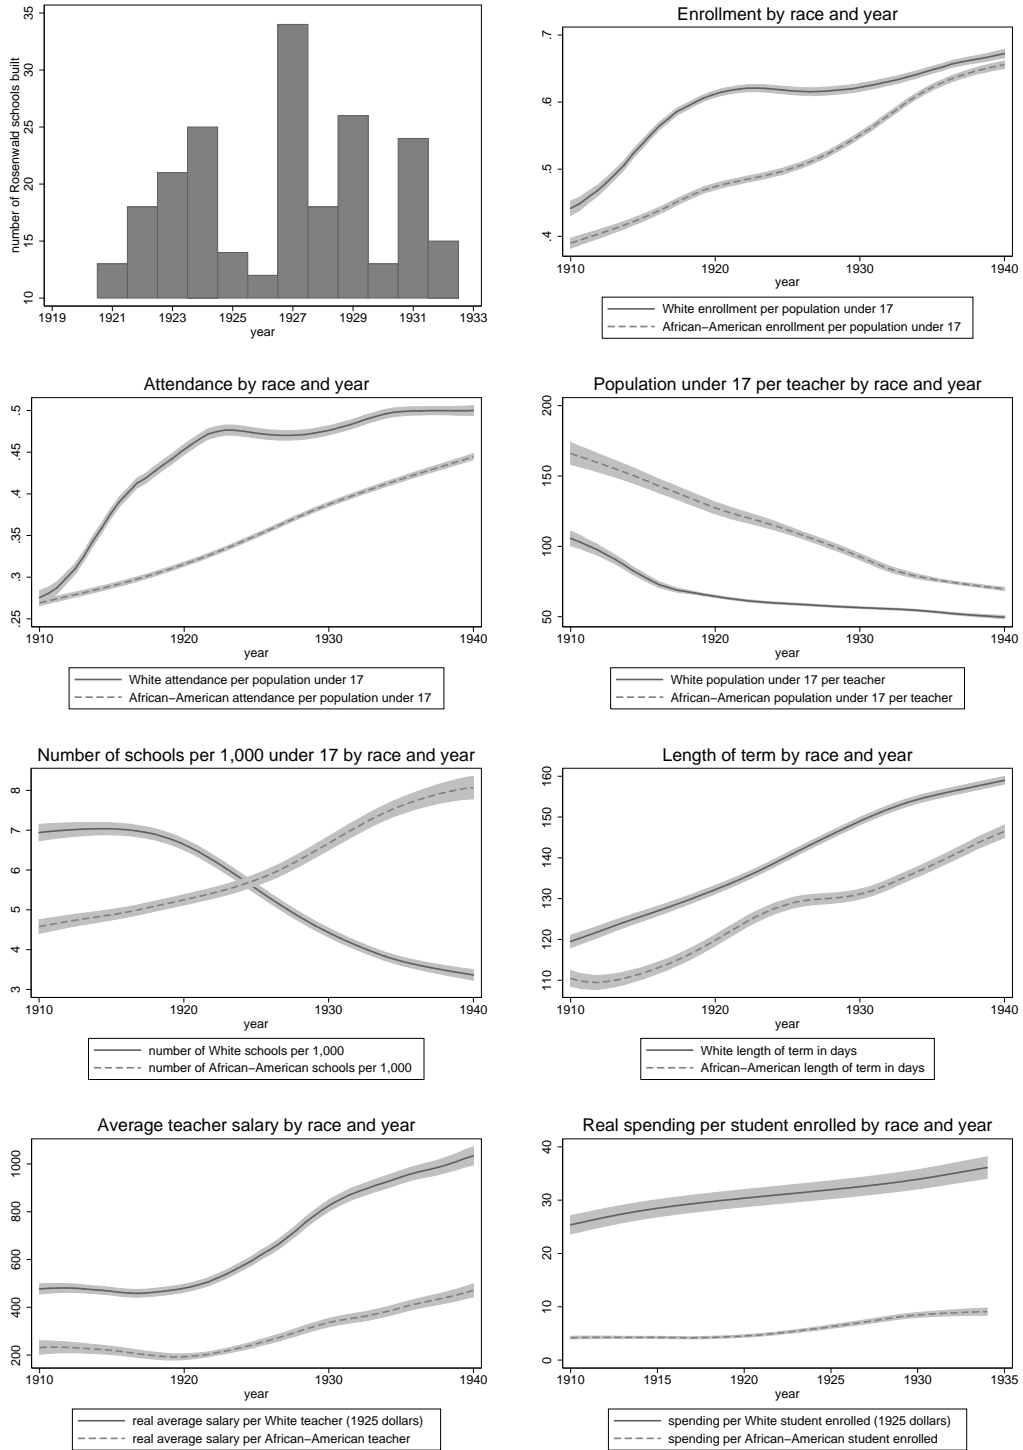 number of Rosenwald schools built
35
30
25
20
15
10
1919
1921
1923
1925
1927
1929
1931
1933
year
Enrollment by race and year
.7
.6
.5
.4
1910
1920
1930
1940
year
White enrollment per population under 17
African-American enrollment per population under 17
Attendance by race and year
.5
.45
.4
.35
.3
.25
1910
1920
1930
1940
year
White attendance per population under 17
African-American attendance per population under 17
Population under 17 per teacher by race and year
200
150
100
50
1910
1920
1930
1940
year
White population under 17 per teacher
African-American population under 17 per teacher
Number of schools per 1,000 under 17 by race and year
8
7
6
5
4
3
1910
1920
1930
1940
year
number of White schools per 1,000
number of African-American schools per 1,000
Length of term by race and year
160
150
140
130
120
110
1910
1920
1930
1940
year
White length of term in days
African-American length of term in days
Average teacher salary by race and year
1000
800
600
400
200
1910
1920
1930
1940
year
real average salary per White teacher (1925 dollars)
real average salary per African-American teacher
Real spending per student enrolled by race and year
40
30
20
10
0
1910
1915
1920
1925
1930
1935
year
spending per White student enrolled (1925 dollars)
spending per African-American student enrolled